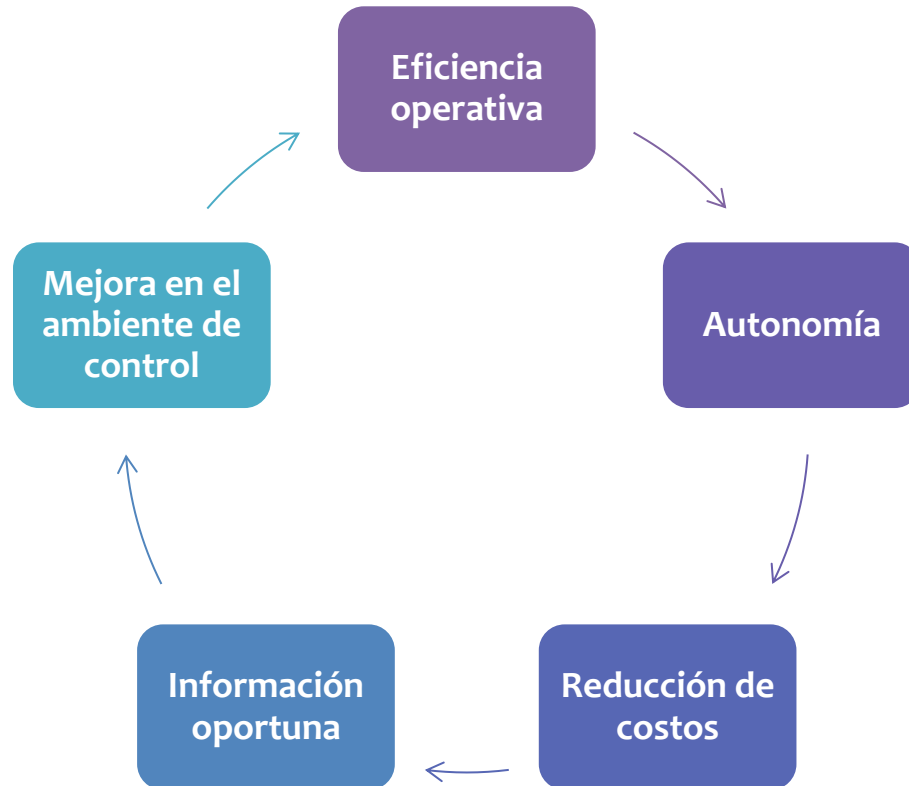 Eficiencia
operativa
Autonomía
Reducción de
costos
Información
oportuna
Mejora en el
ambiente de
control